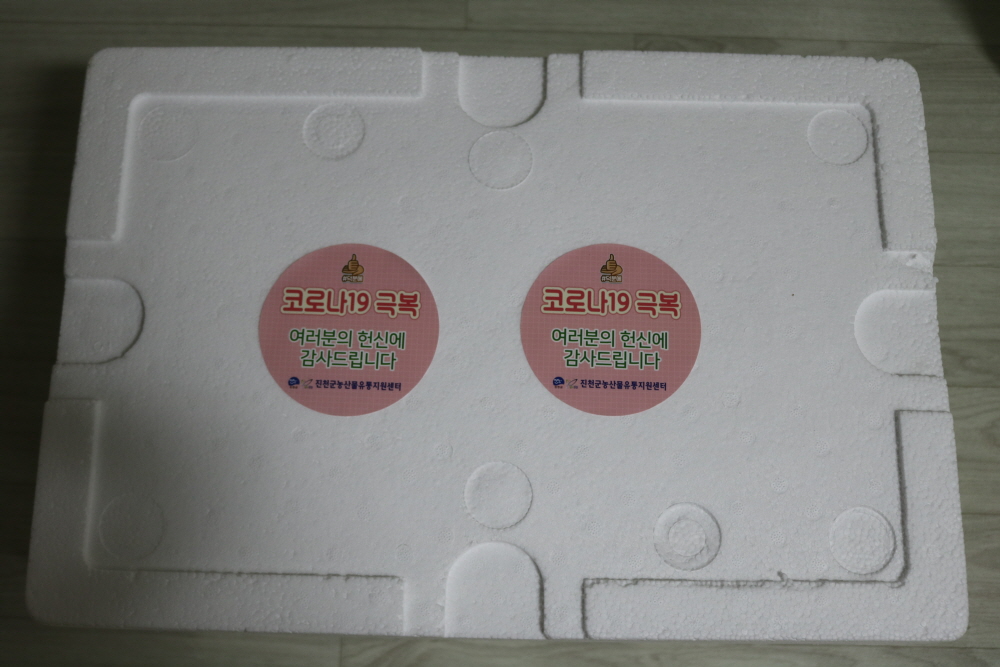 코로나19 극복
여러분의 헌신에
감사드립니다
진천군농산물유통지원센터
코로나19 극복
여러분의 헌신에
감사드립니다
진천군농산물유통지원센터